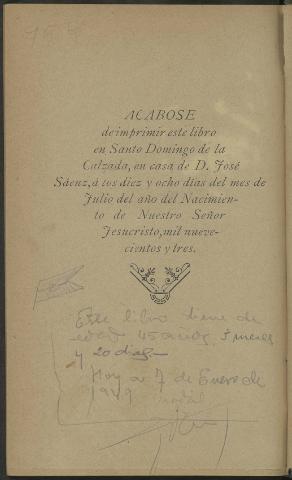 ACABOSE
de imprimir este libro
en Santo Domingo de la
Calzada, en casa de D. José
Sáenz, á los diez y ocho días del mes de
Julio del año del Nacimien-
to de Nuestro Señor
Jesucristo, mil nueve-
cientos y tres.
Este libro tiene de
edad 45 años, 5 meses
y 20 dias—
Hoy a 7 de Enero de
1949